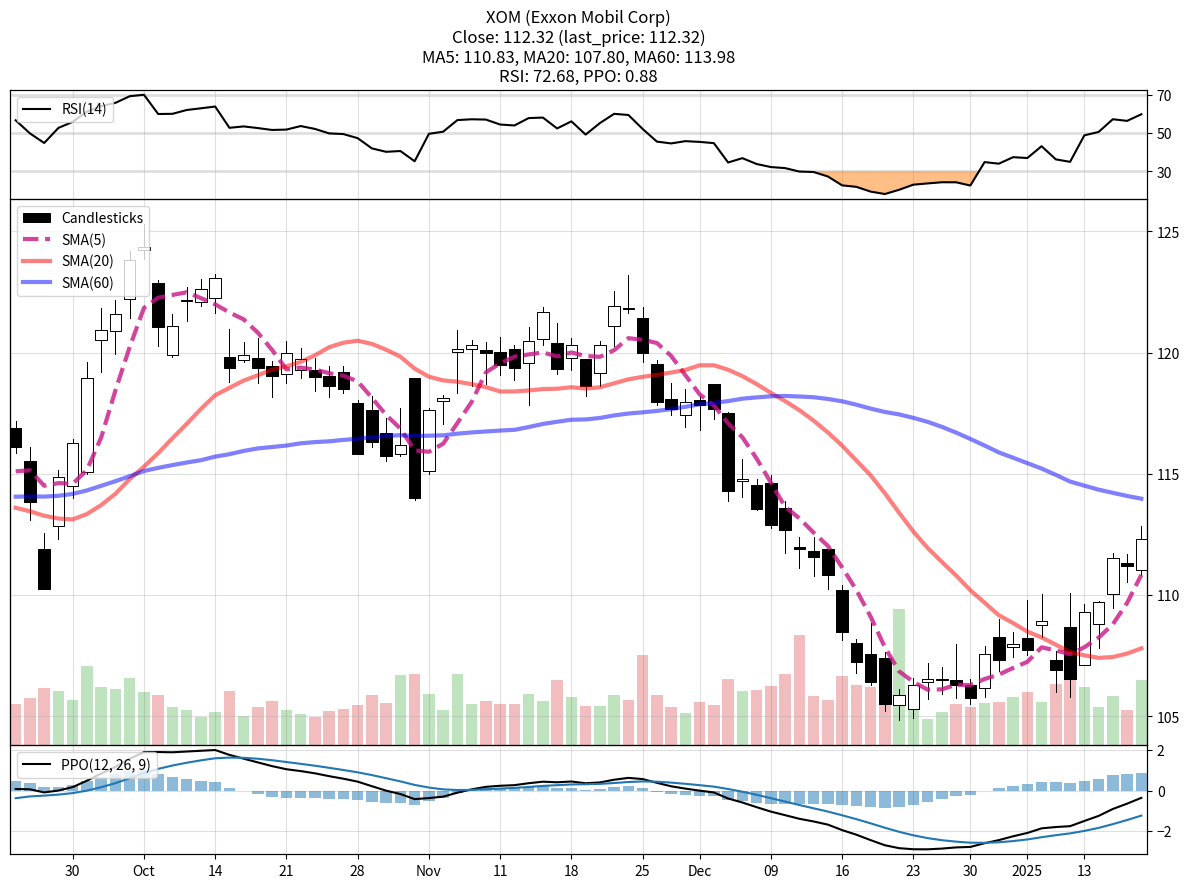 XOM (Exxon Mobil Corp)
Close: 112.32 (last_price: 112.32)
MA5: 110.83, MA20: 107.80, MA60: 113.98
RSI: 72.68, PPO: 0.88
RSI(14)
70
50
30
Candlesticks
SMA(5)
SMA(20)
SMA(60)
125
120
115
110
105
PPO(12, 26, 9)
2
0
−2
30 Oct 14 21 28 Nov 11 18 25 Dec 09 16 23 30 2025 13